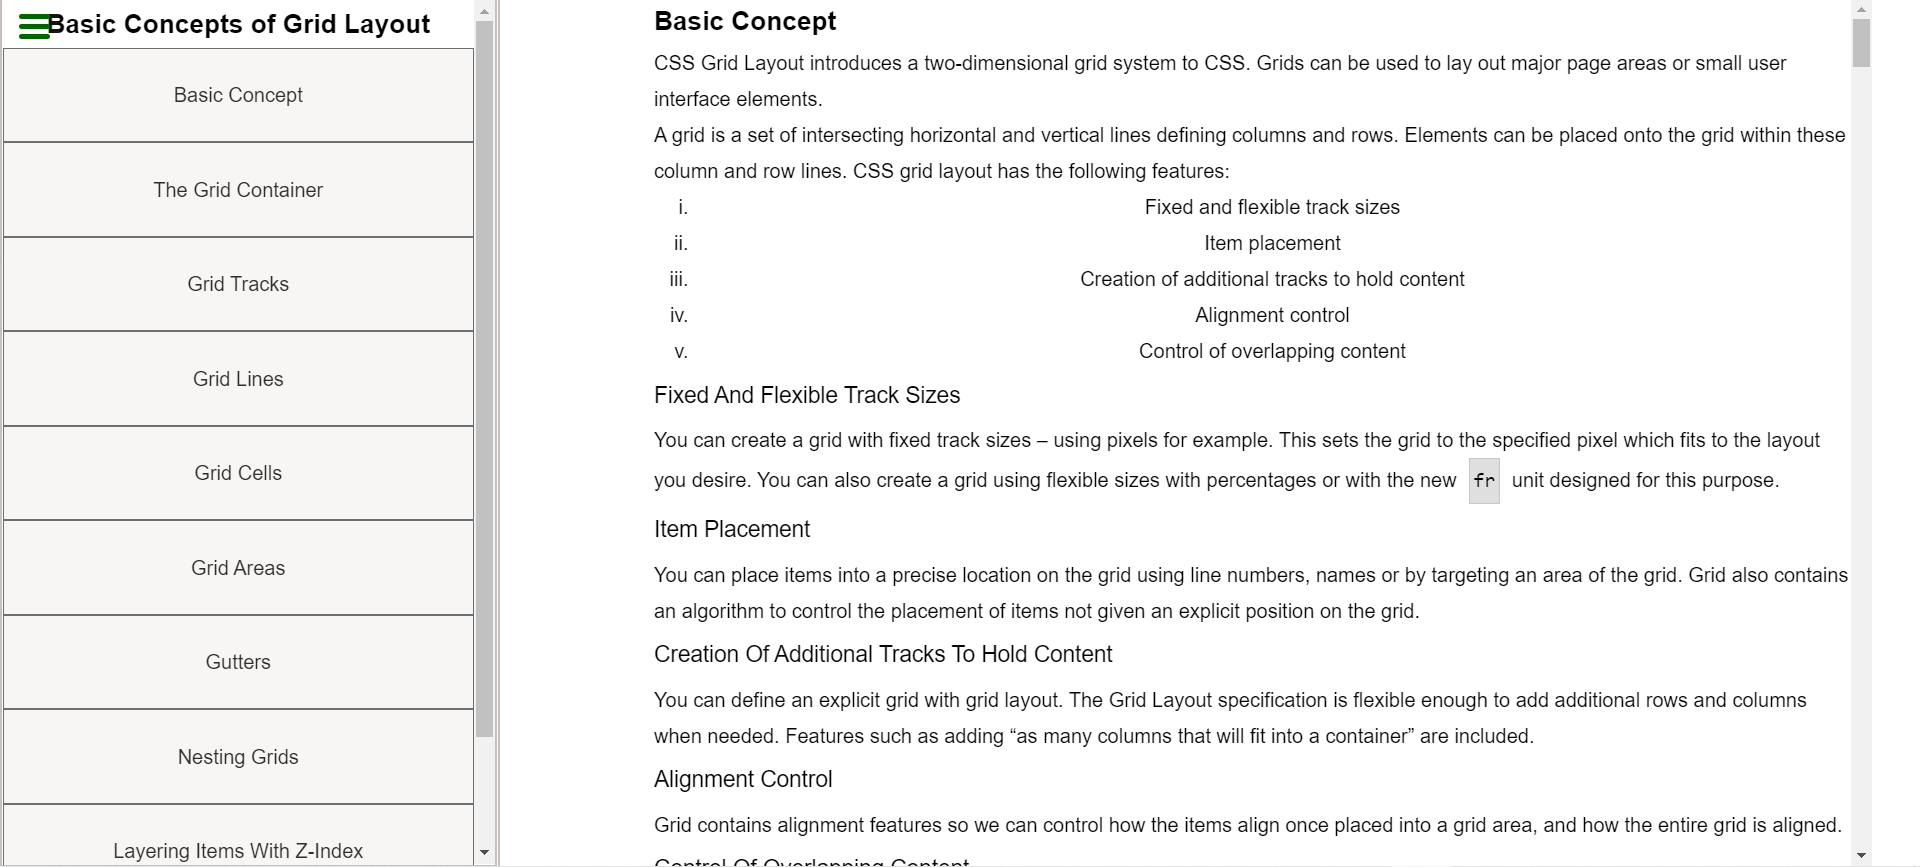 Basic Concepts of Grid Layout
Basic Concept
The Grid Container
Grid Tracks
Grid Lines
Grid Cells
Grid Areas
Gutters
Nesting Grids
Layering Items With Z-Index
Basic Concept
CSS Grid Layout introduces a two-dimensional grid system to CSS. Grids can be used to lay out major page areas or small user
interface elements.
A grid is a set of intersecting horizontal and vertical lines defining columns and rows. Elements can be placed onto the grid within these
column and row lines. CSS grid layout has the following features:
i. Fixed and flexible track sizes
ii. Item placement
iii. Creation of additional tracks to hold content
iv. Alignment control
v. Control of overlapping content
Fixed And Flexible Track Sizes
You can create a grid with fixed track sizes – using pixels for example. This sets the grid to the specified pixel which fits to the layout
you desire. You can also create a grid using flexible sizes with percentages or with the new fr unit designed for this purpose.
Item Placement
You can place items into a precise location on the grid using line numbers, names or by targeting an area of the grid. Grid also contains
an algorithm to control the placement of items not given an explicit position on the grid.
Creation Of Additional Tracks To Hold Content
You can define an explicit grid with grid layout. The Grid Layout specification is flexible enough to add additional rows and columns
when needed. Features such as adding “as many columns that will fit into a container” are included.
Alignment Control
Grid contains alignment features so we can control how the items align once placed into a grid area, and how the entire grid is aligned.
Control Of Overlapping Content